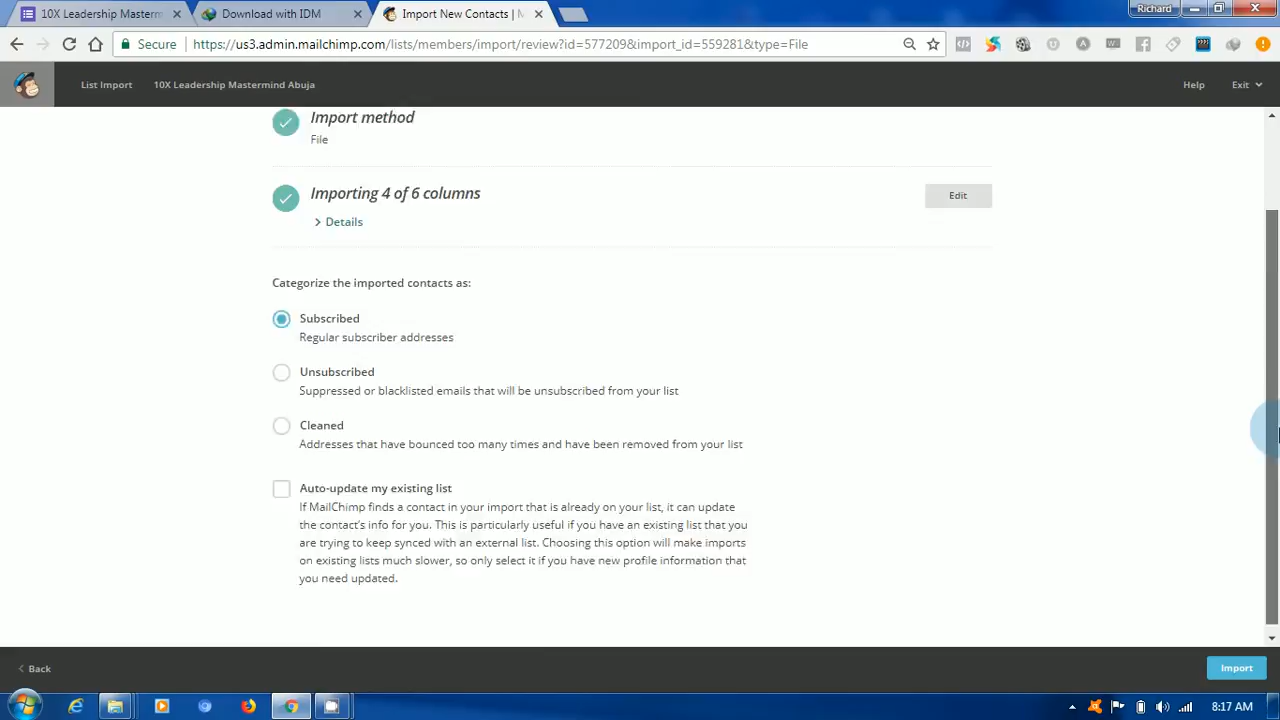 10X Leadership Masterm
Download with IDM
Import New Contacts | M
Richard
Secure
https://us3.admin.mailchimp.com/lists/members/import/review?id=577209&import_id=559281&type=File
List Import
10X Leadership Mastermind Abuja
Help
Exit
Import method
File
Importing 4 of 6 columns
Edit
Details
Categorize the imported contacts as:
Subscribed
Regular subscriber addresses
Unsubscribed
Suppressed or blacklisted emails that will be unsubscribed from your list
Cleaned
Addresses that have bounced too many times and have been removed from your list
Auto-update my existing list
If MailChimp finds a contact in your import that is already on your list, it can update
the contact's info for you. This is particularly useful if you have an existing list that you
are trying to keep synced with an external list. Choosing this option will make imports
on existing lists much slower, so only select it if you have new profile information that
you need updated.
Back
Import
8:17 AM